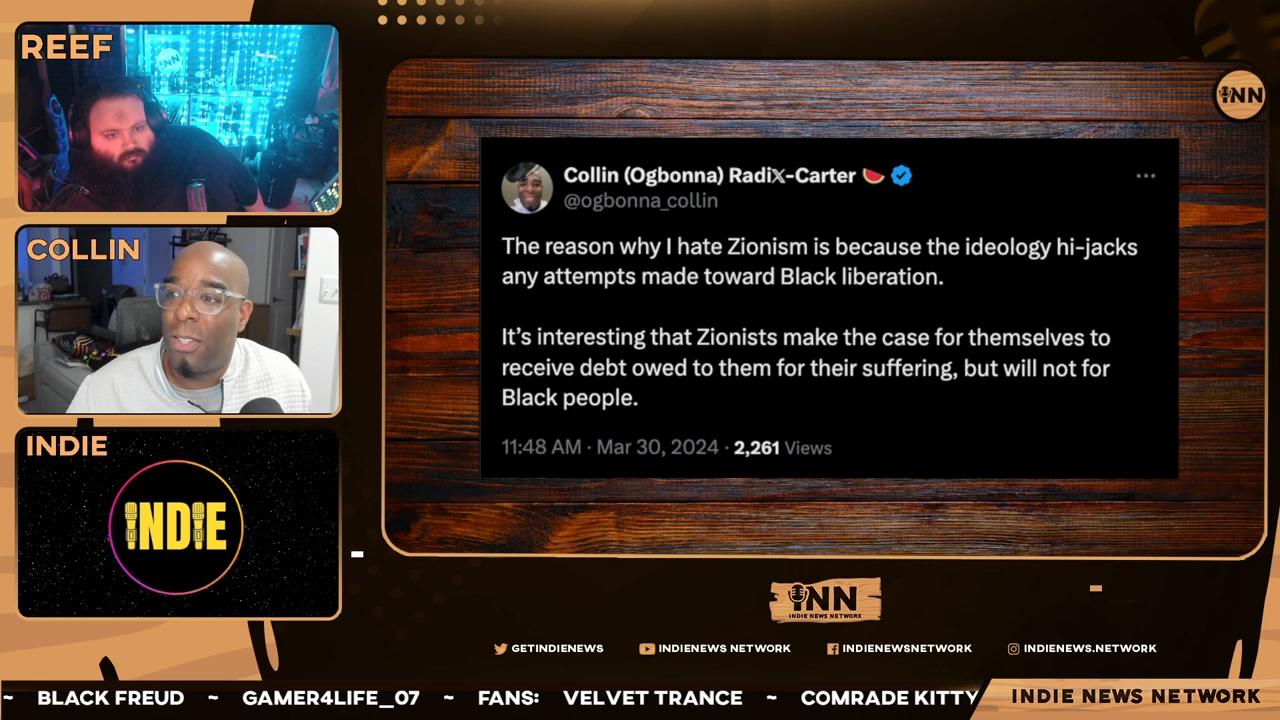 REEF
COLLIN
INDIE
INDIE
INN
Collin (Ogbonna) Radi𝕏-Carter 🍉
@ogbonna_collin
The reason why I hate Zionism is because the ideology hi-jacks
any attempts made toward Black liberation.
It's interesting that Zionists make the case for themselves to
receive debt owed to them for their suffering, but will not for
Black people.
11:48 AM · Mar 30, 2024 · 2,261 Views
INN
INDIE NEWS NETWORK
GETINDIENEWS
INDIENEWS NETWORK
INDIENEWSNETWORK
INDIENEWS.NETWORK
~ BLACK FREUD ~ GAMER4LIFE_07 ~ FANS: VELVET TRANCE ~ COMRADE KITTY
INDIE NEWS NETWORK